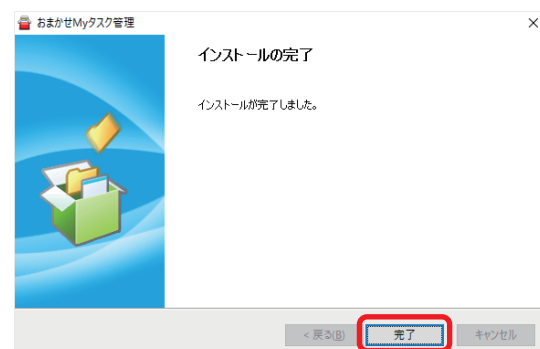 おまかせMyタスク管理
インストールの完了
インストールが完了しました。
< 戻る(B)
完了
キャンセル